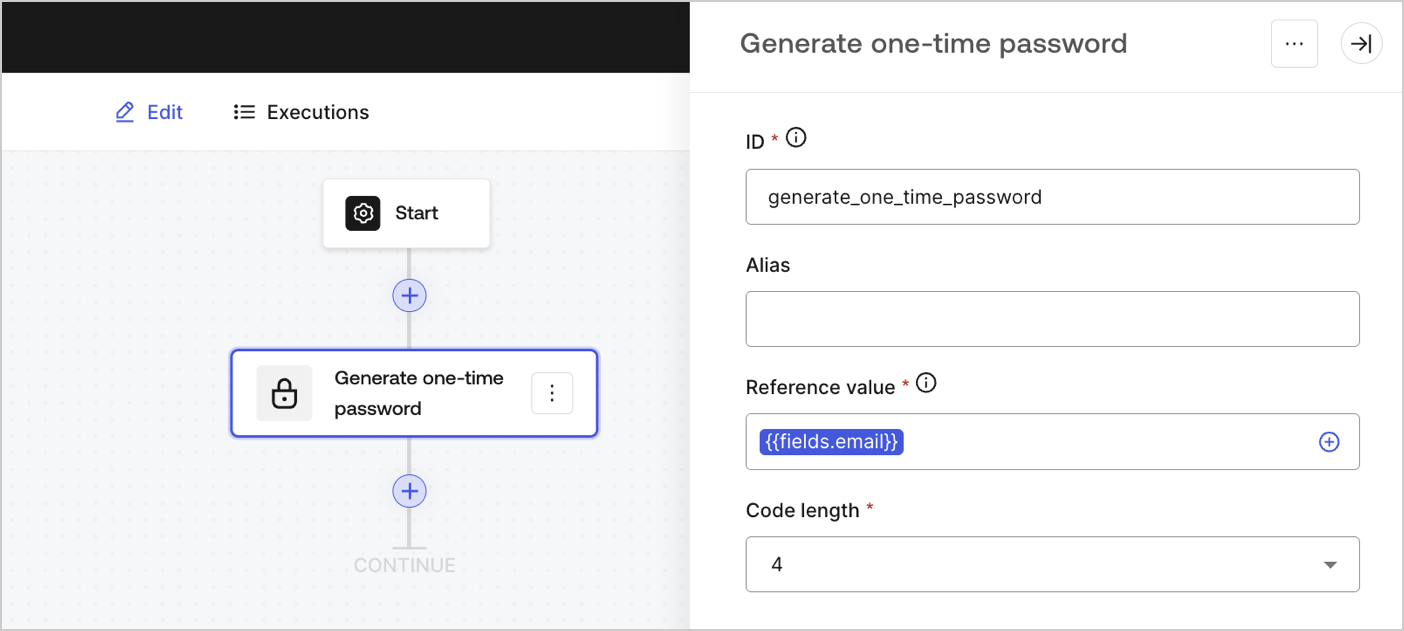 Edit
Executions
Start
Generate one-time
password
CONTINUE
Generate one-time password
ID *
generate_one_time_password
Alias
Reference value *
{{fields.email}}
Code length *
4